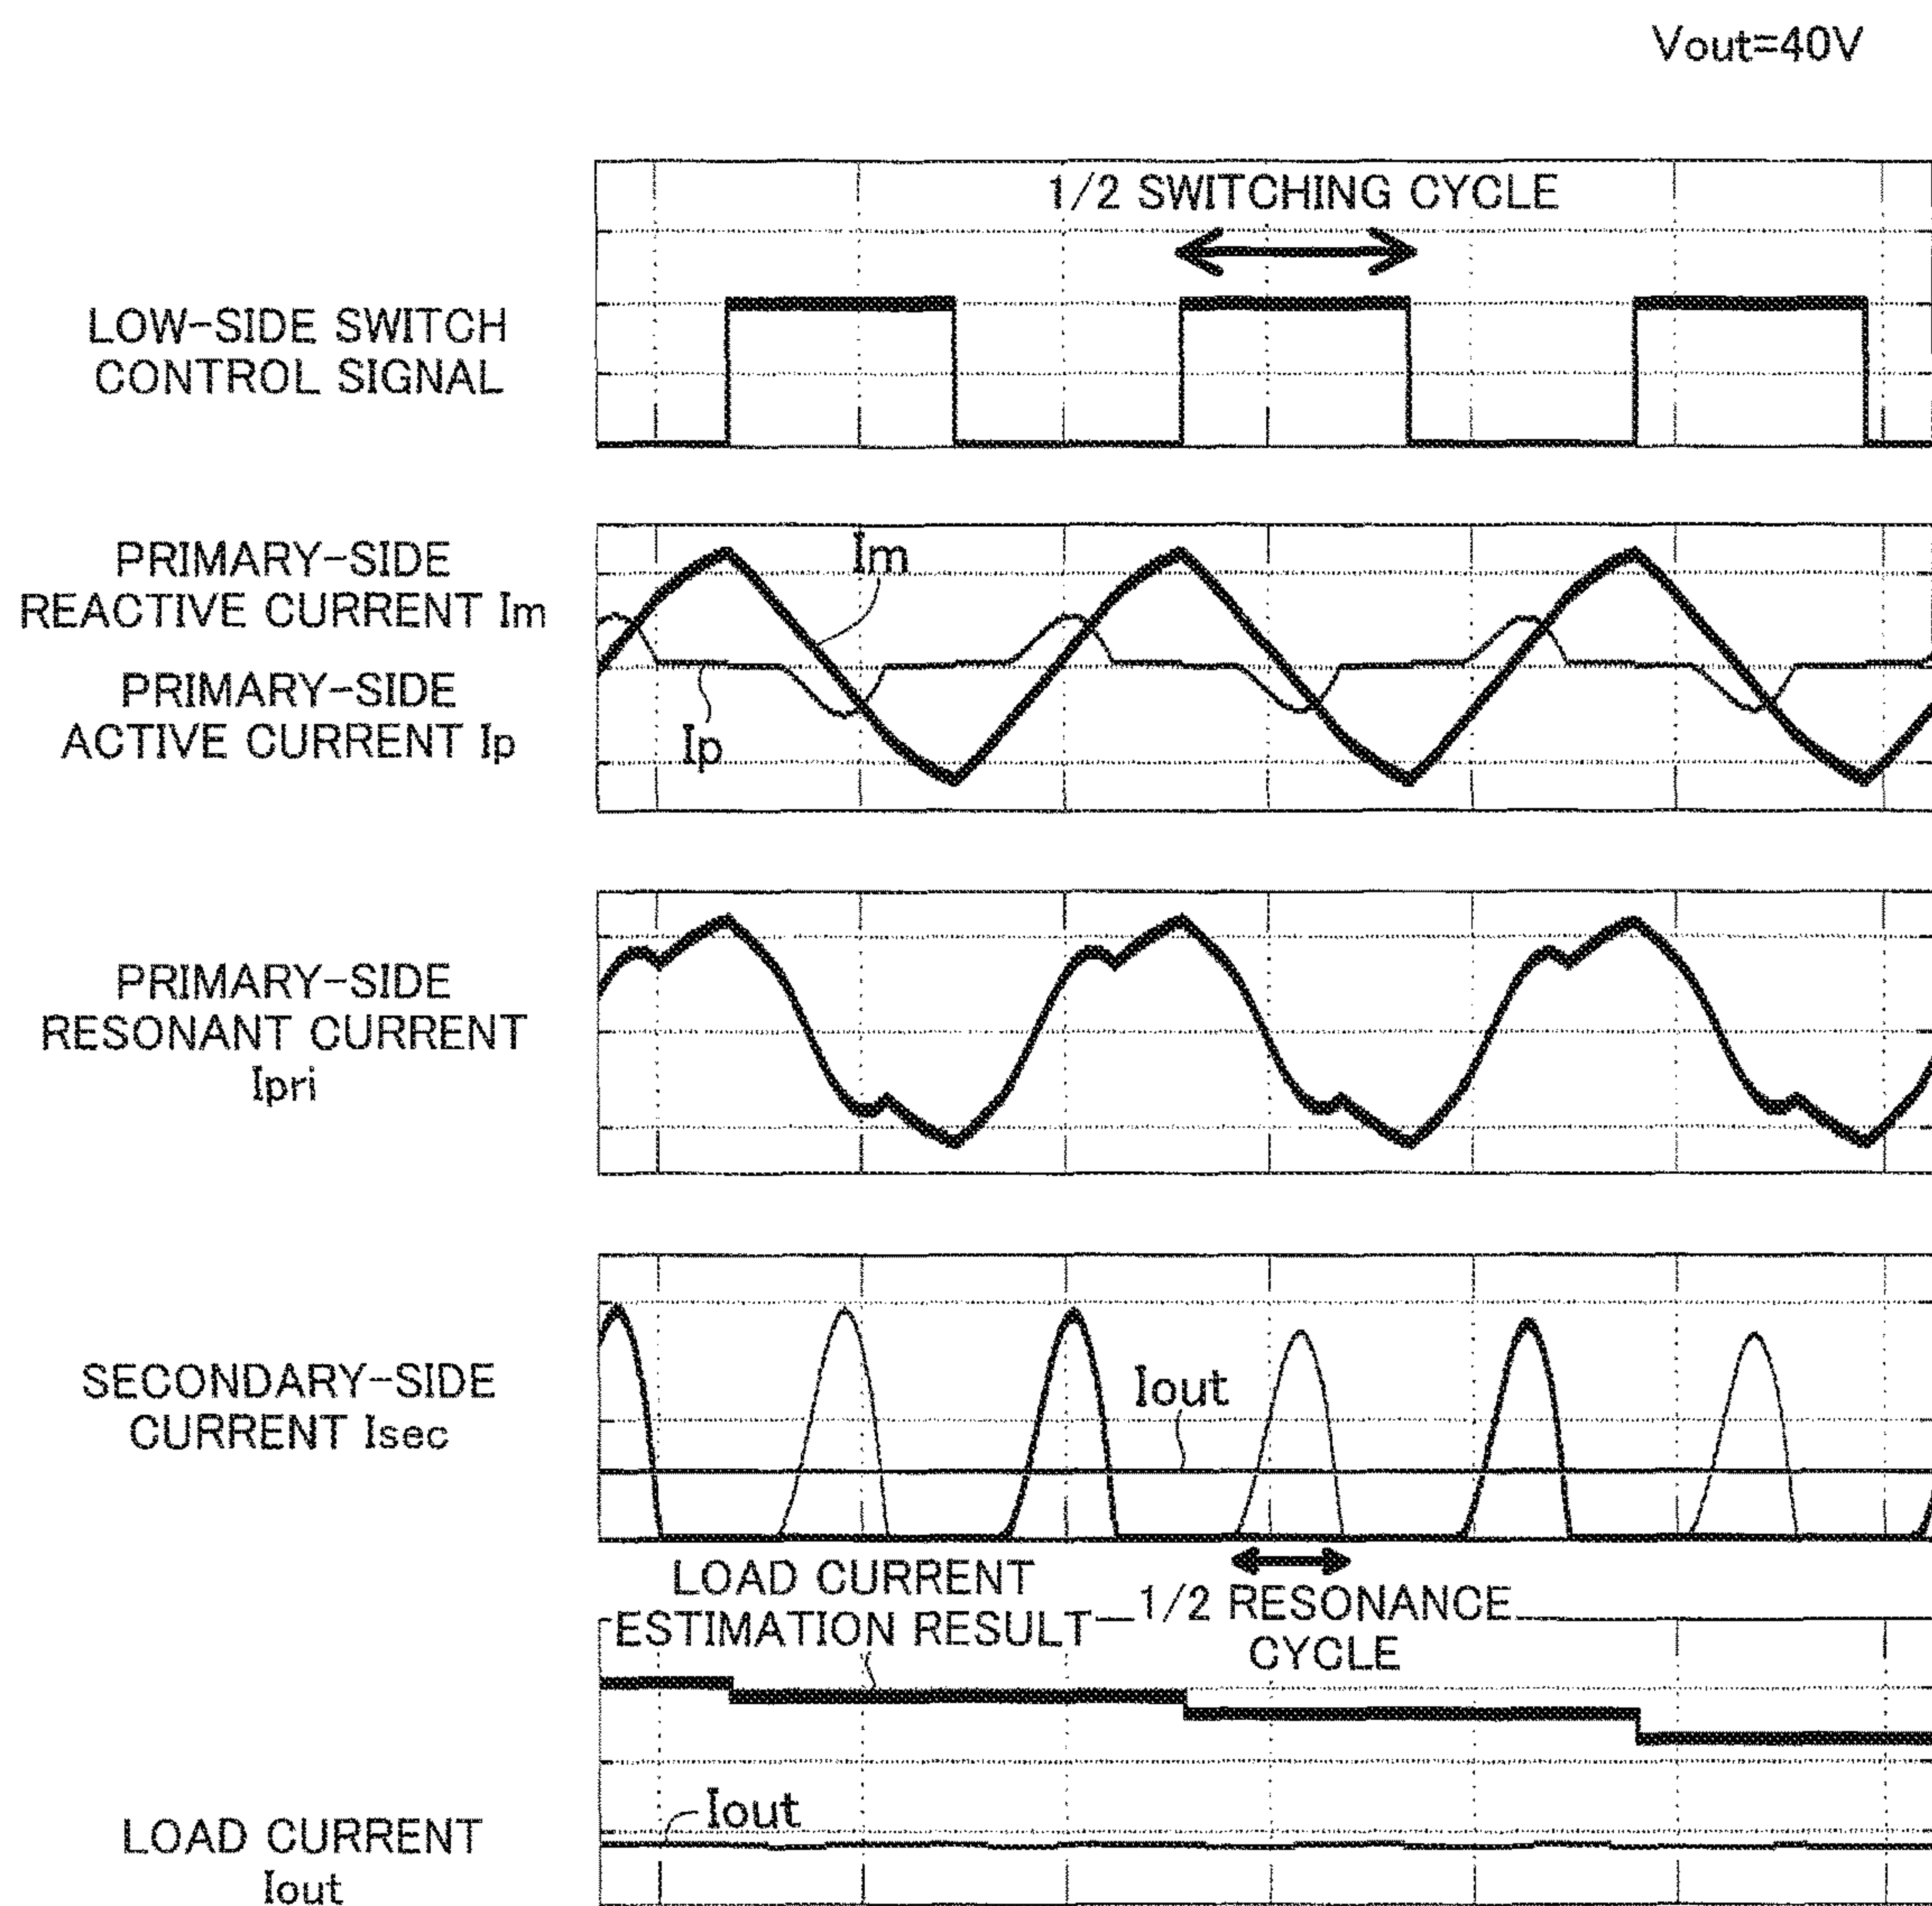 Vout=40V
1/2 SWITCHING CYCLE
LOW-SIDE SWITCH
CONTROL SIGNAL
PRIMARY-SIDE
REACTIVE CURRENT Im
PRIMARY-SIDE
ACTIVE CURRENT Ip
Im
Ip
PRIMARY-SIDE
RESONANT CURRENT
Ipri
SECONDARY-SIDE
CURRENT Isec
Iout
LOAD CURRENT
ESTIMATION RESULT
1/2 RESONANCE
CYCLE
LOAD CURRENT
Iout
Iout